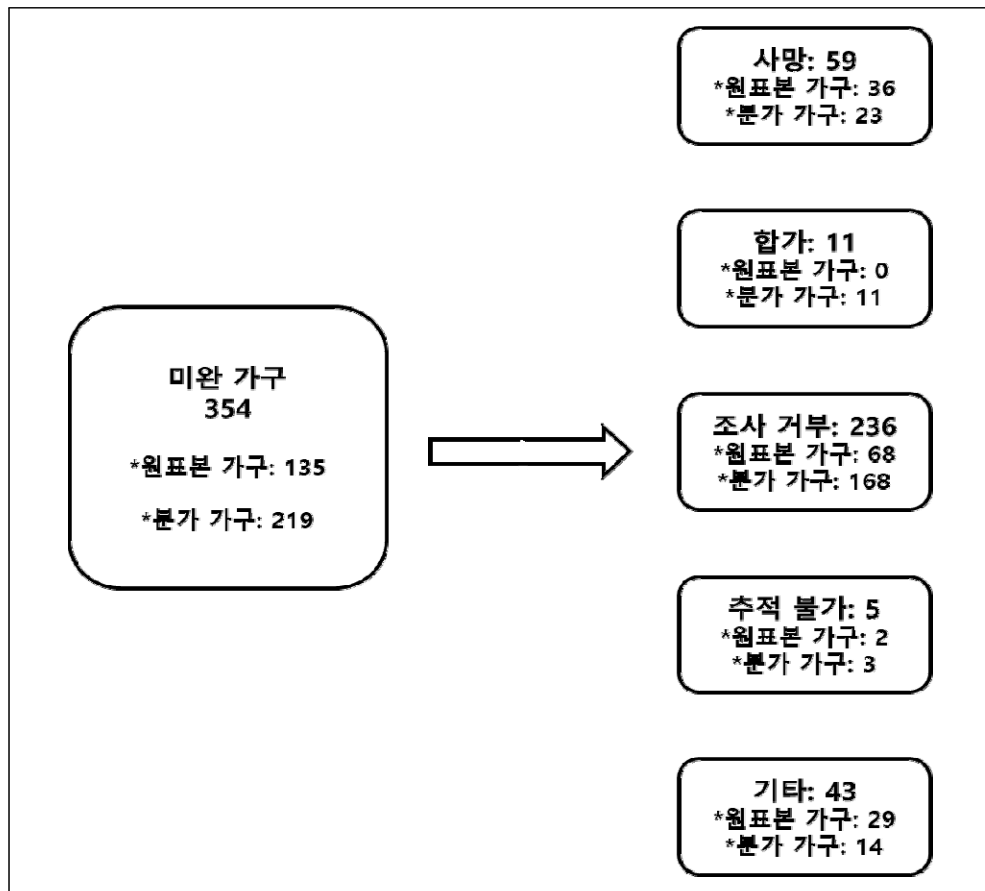 미완 가구
354
*원표본 가구: 135
*분가 가구: 219
사망: 59
*원표본 가구: 36
*분가 가구: 23
합가: 11
*원표본 가구: 0
*분가 가구: 11
조사 거부: 236
*원표본 가구: 68
*분가 가구: 168
추적 불가: 5
*원표본 가구: 2
*분가 가구: 3
기타: 43
*원표본 가구: 29
*분가 가구: 14